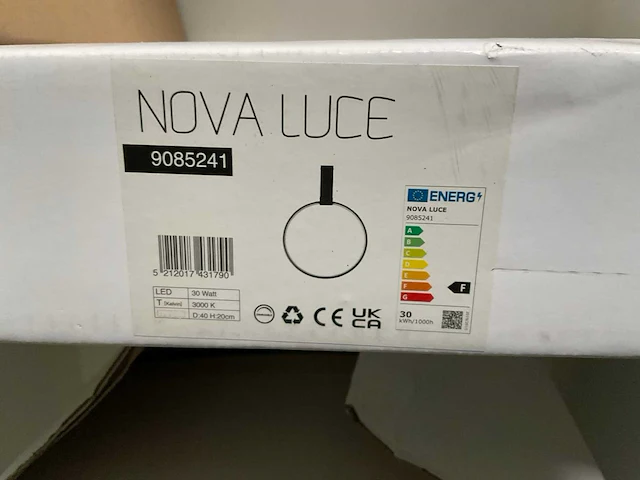 NOVA LUCE
9085241
5 212017 431790
LED 30 Watt
T [Kelvin] 3000 K
D:40 H:20cm
CE UK CA
ENERG
NOVA LUCE
9085241
A
B
C
D
E
F
G
F
30
kWh/1000h